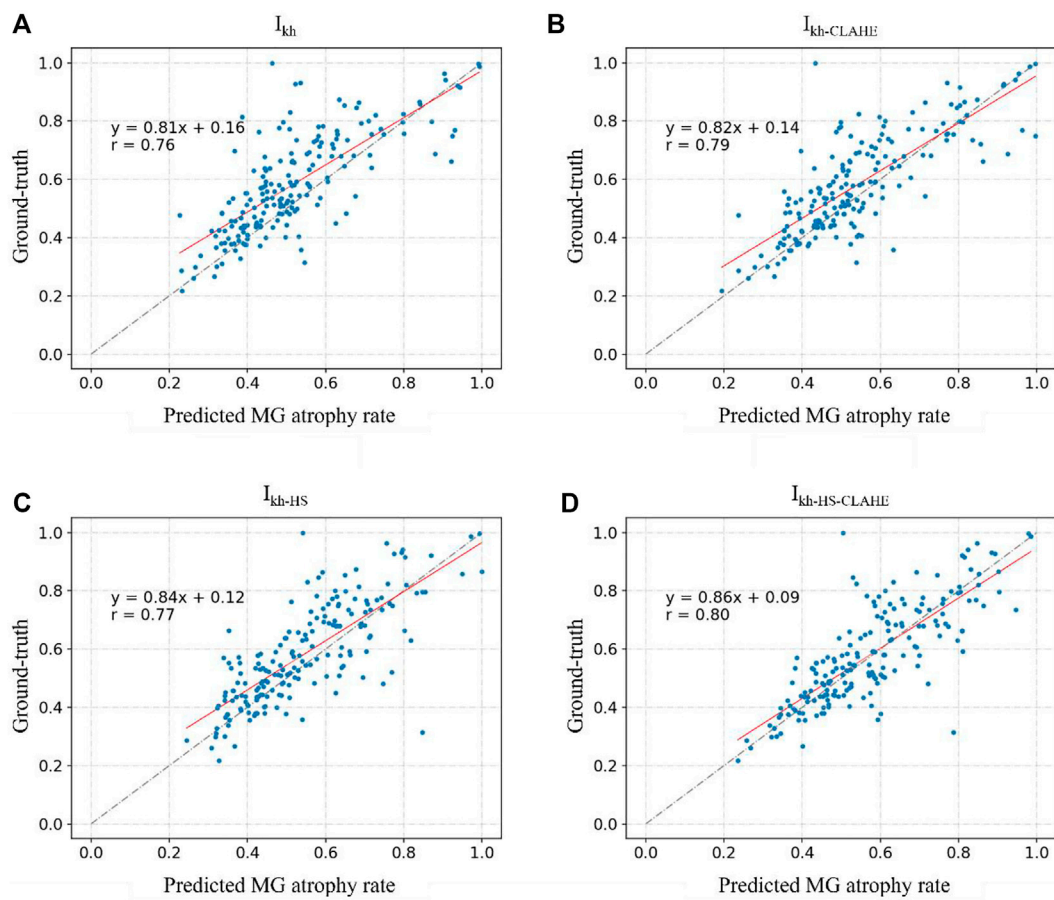 A
I_kh
1.0
0.8
0.6
0.4
0.2
0.0
Ground-truth
y = 0.81x + 0.16
r = 0.76
0.0 0.2 0.4 0.6 0.8 1.0
Predicted MG atrophy rate
B
I_kh-CLAHE
1.0
0.8
0.6
0.4
0.2
0.0
Ground-truth
y = 0.82x + 0.14
r = 0.79
0.0 0.2 0.4 0.6 0.8 1.0
Predicted MG atrophy rate
C
I_kh-HS
1.0
0.8
0.6
0.4
0.2
0.0
Ground-truth
y = 0.84x + 0.12
r = 0.77
0.0 0.2 0.4 0.6 0.8 1.0
Predicted MG atrophy rate
D
I_kh-HS-CLAHE
1.0
0.8
0.6
0.4
0.2
0.0
Ground-truth
y = 0.86x + 0.09
r = 0.80
0.0 0.2 0.4 0.6 0.8 1.0
Predicted MG atrophy rate